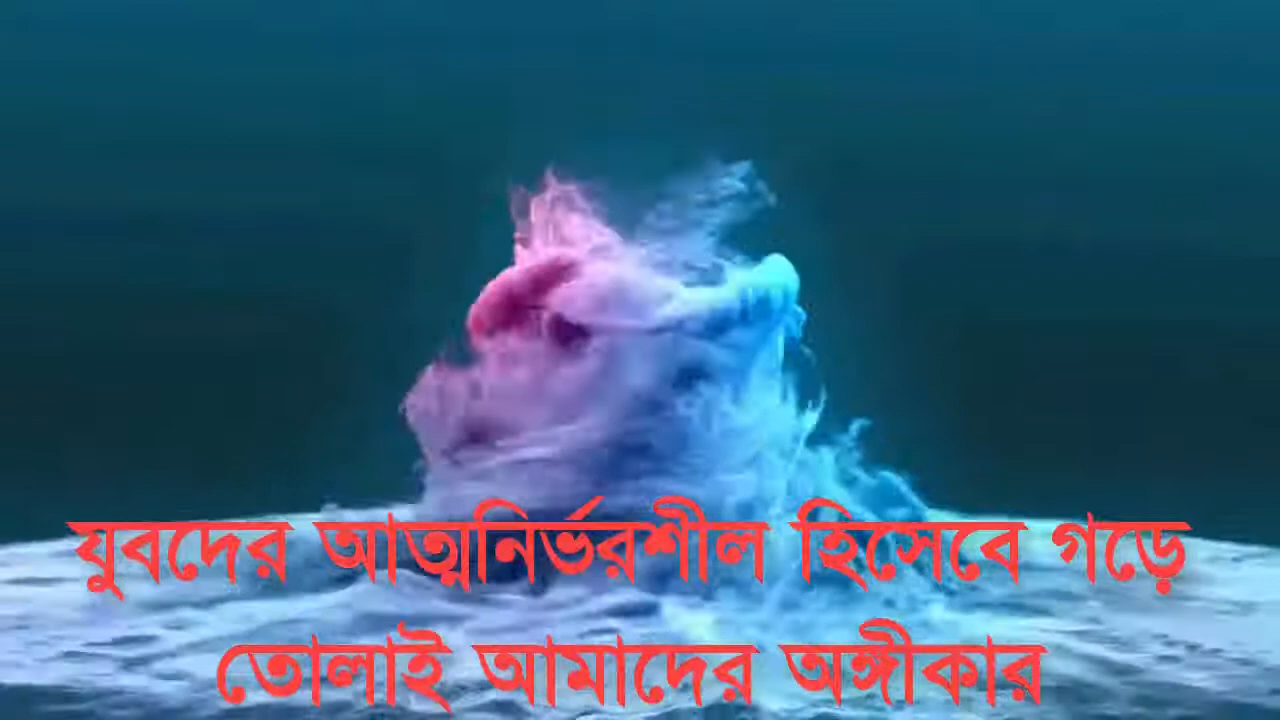 যুবদের আত্মনির্ভরশীল হিসেবে গড়ে
তোলাই আমাদের অঙ্গীকার